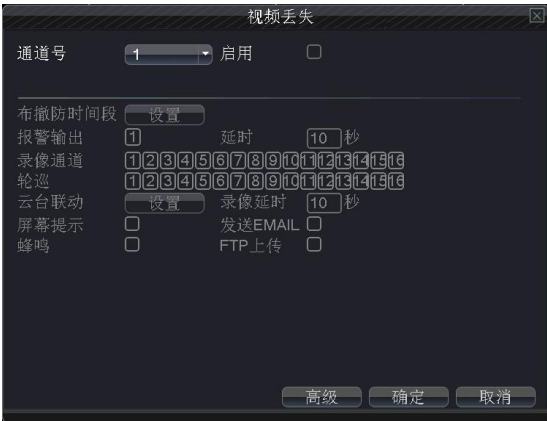 视频丢失
通道号 1 启用
布撤防时间段 设置
报警输出 1 延时 10 秒
录像通道 1 2 3 4 5 6 7 8 9 10 11 12 13 14 15 16
轮巡 1 2 3 4 5 6 7 8 9 10 11 12 13 14 15 16
云台联动 设置 录像延时 10 秒
屏幕提示 发送EMAIL
蜂鸣 FTP上传
高级 确定 取消